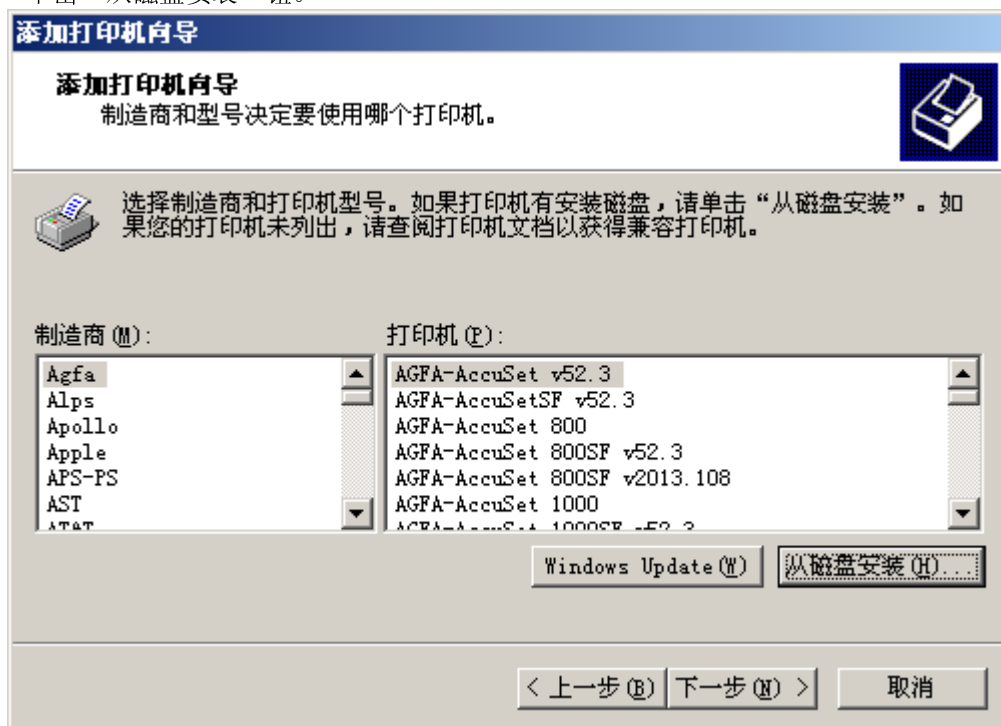 添加打印机向导
添加打印机向导
制造商和型号决定要使用哪个打印机。
选择制造商和打印机型号。如果打印机有安装磁盘，请单击“从磁盘安装”。如
果您的打印机未列出，请查阅打印机文档以获得兼容打印机。
制造商(M):
Agfa
Alps
Apollo
Apple
APS-PS
AST
AT&T
打印机(P):
AGFA-AccuSet v52.3
AGFA-AccuSetSF v52.3
AGFA-AccuSet 800
AGFA-AccuSet 800SF v52.3
AGFA-AccuSet 800SF v2013.108
AGFA-AccuSet 1000
AGFA-AccuSet 1000SF v52.3
Windows Update(W)
从磁盘安装(H)...
< 上一步(B)
下一步(N) >
取消